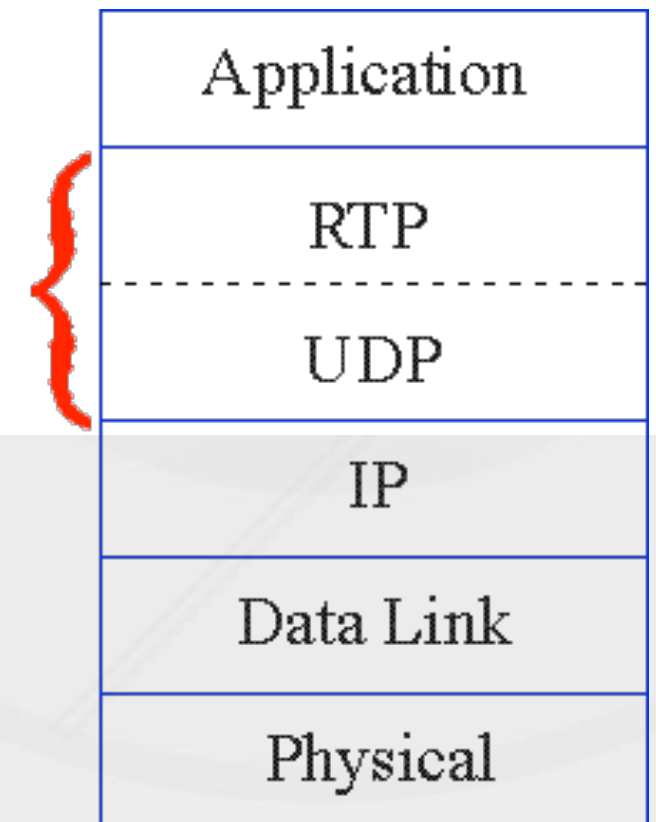 Application
RTP
UDP
IP
Data Link
Physical